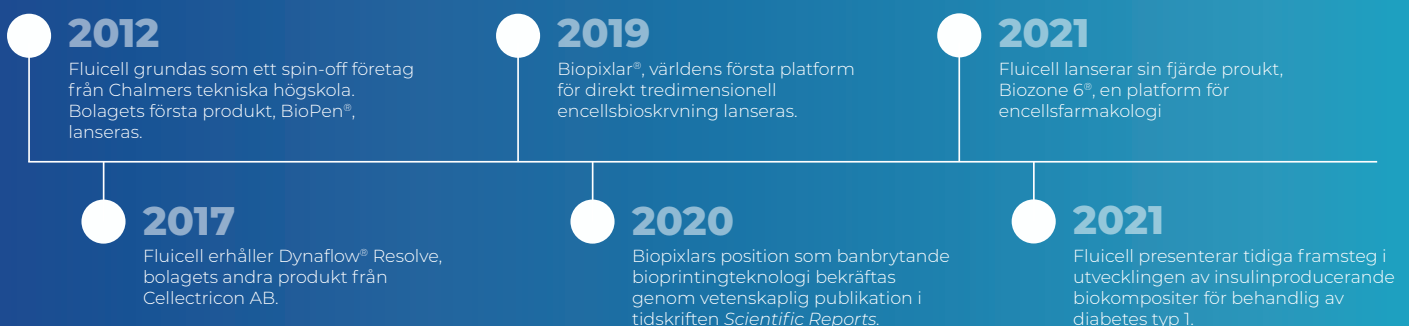 2012
Fluicell grundas som ett spin-off företag
från Chalmers tekniska högskola.
Bolagets första produkt, BioPen®,
lanseras.
2017
Fluicell erhåller Dynaflow® Resolve,
bolagets andra produkt från
Cellectricon AB.
2019
Biopixlar®, världens första platform
för direkt tredimensionell
encellsbioskrvning lanseras.
2020
Biopixlars position som banbrytande
bioprintingteknologi bekräftas
genom vetenskaplig publikation i
tidskriften Scientific Reports.
2021
Fluicell lanserar sin fjärde proukt,
Biozone 6®, en platform för
encellsfarmakologi
2021
Fluicell presenterar tidiga framsteg i
utvecklingen av insulinproducerande
biokompositer för behandlig av
diabetes typ 1.